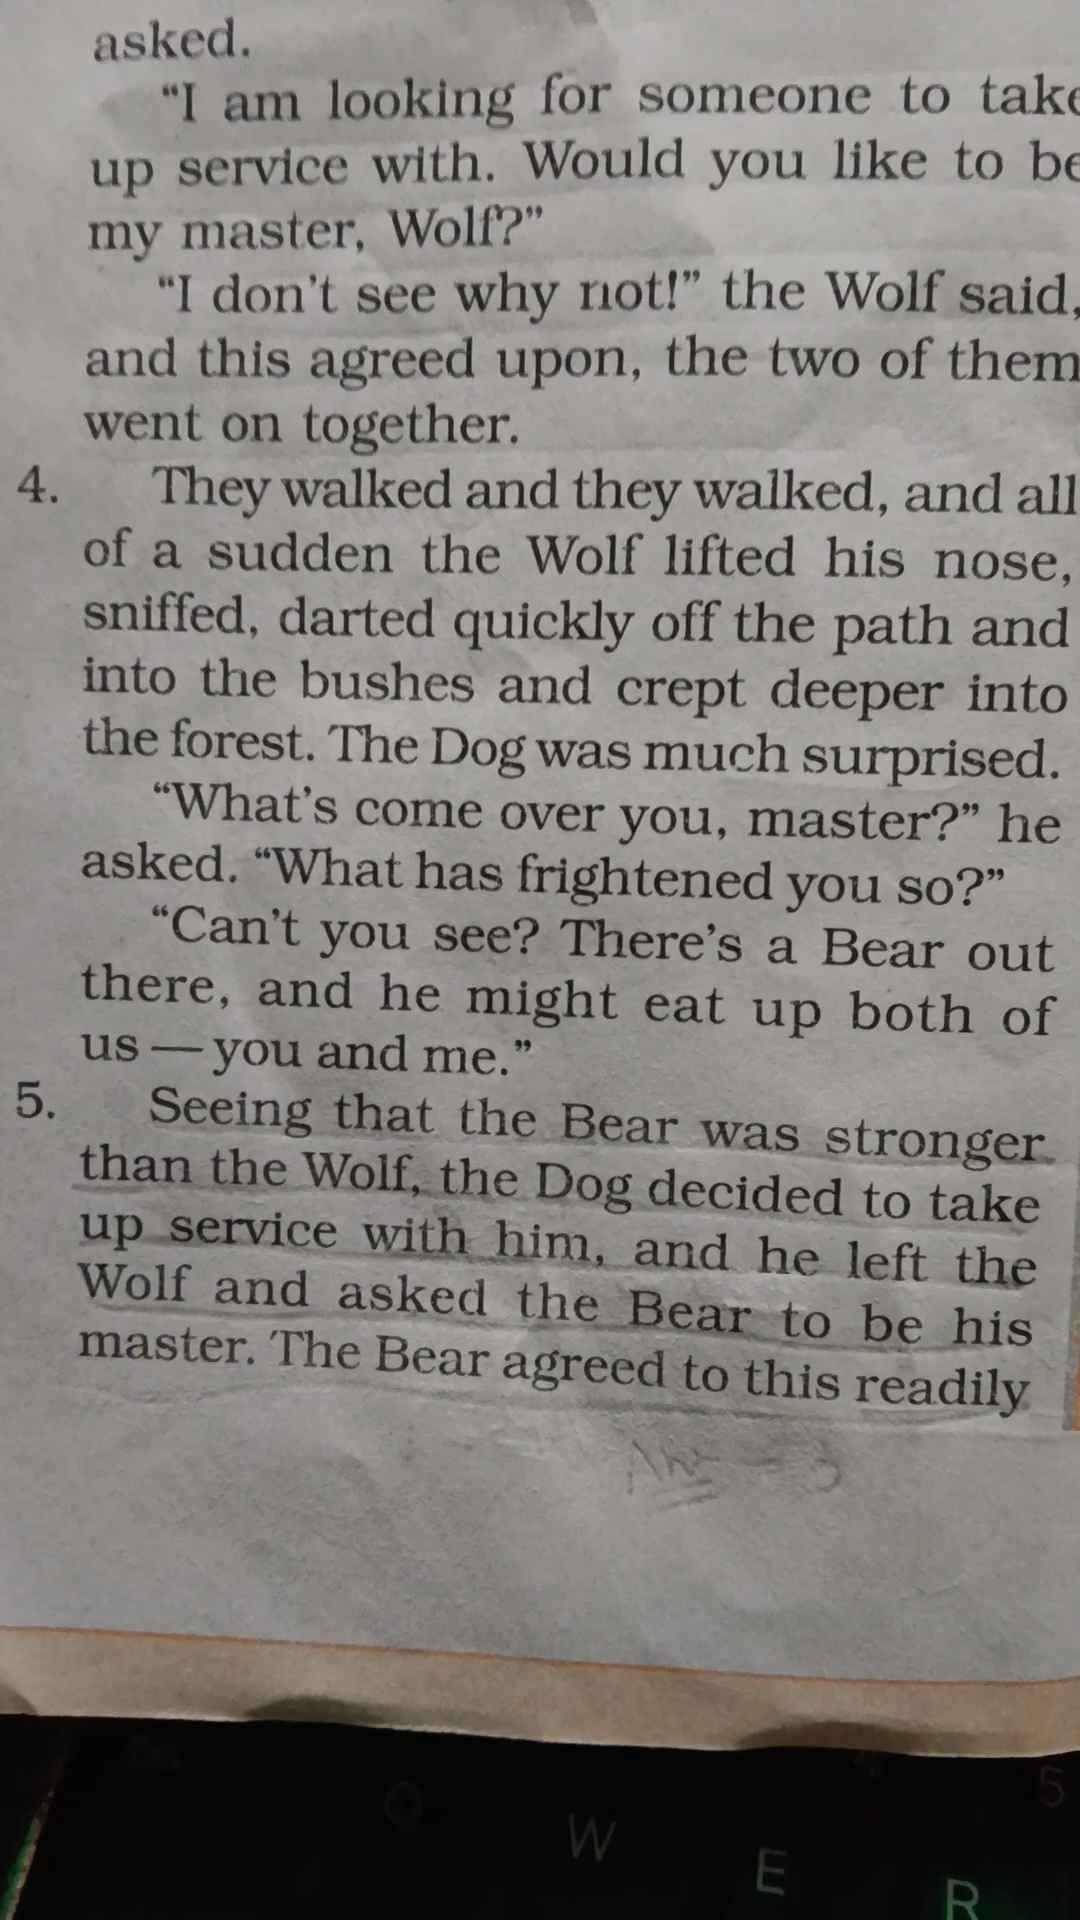 asked.
“I am looking for someone to take
up service with. Would you like to be
my master, Wolf?”
“I don’t see why not!” the Wolf said,
and this agreed upon, the two of them
went on together.
4. They walked and they walked, and all
of a sudden the Wolf lifted his nose,
sniffed, darted quickly off the path and
into the bushes and crept deeper into
the forest. The Dog was much surprised.
“What’s come over you, master?” he
asked. “What has frightened you so?”
“Can’t you see? There’s a Bear out
there, and he might eat up both of
us — you and me.”
5. Seeing that the Bear was stronger
than the Wolf, the Dog decided to take
up service with him, and he left the
Wolf and asked the Bear to be his
master. The Bear agreed to this readily
Ans – 3
5
W
E
R